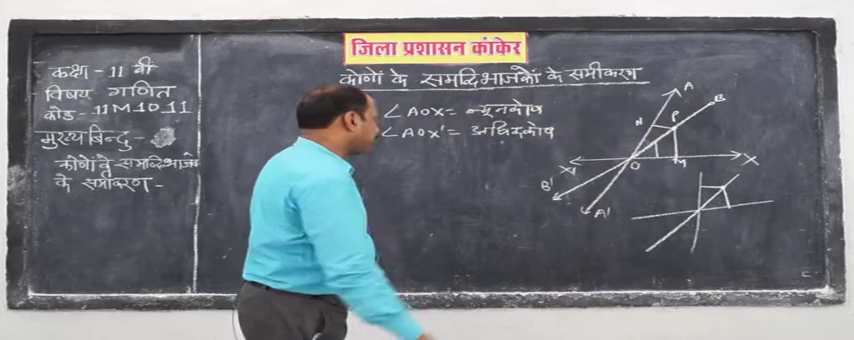 जिला प्रशासन कांकेर
कक्षा - 11 वी
विषय गणित
कोड - 11M1011
मुख्य बिन्दु -
कोणों के समद्विभाजकों
के समीकरण -
कोणों के समद्विभाजकों के समीकरण
∠AOX = न्यूनकोण
∠AOX' = अधिककोण
A
B
N
P
X'
O
M
X
B'
A'